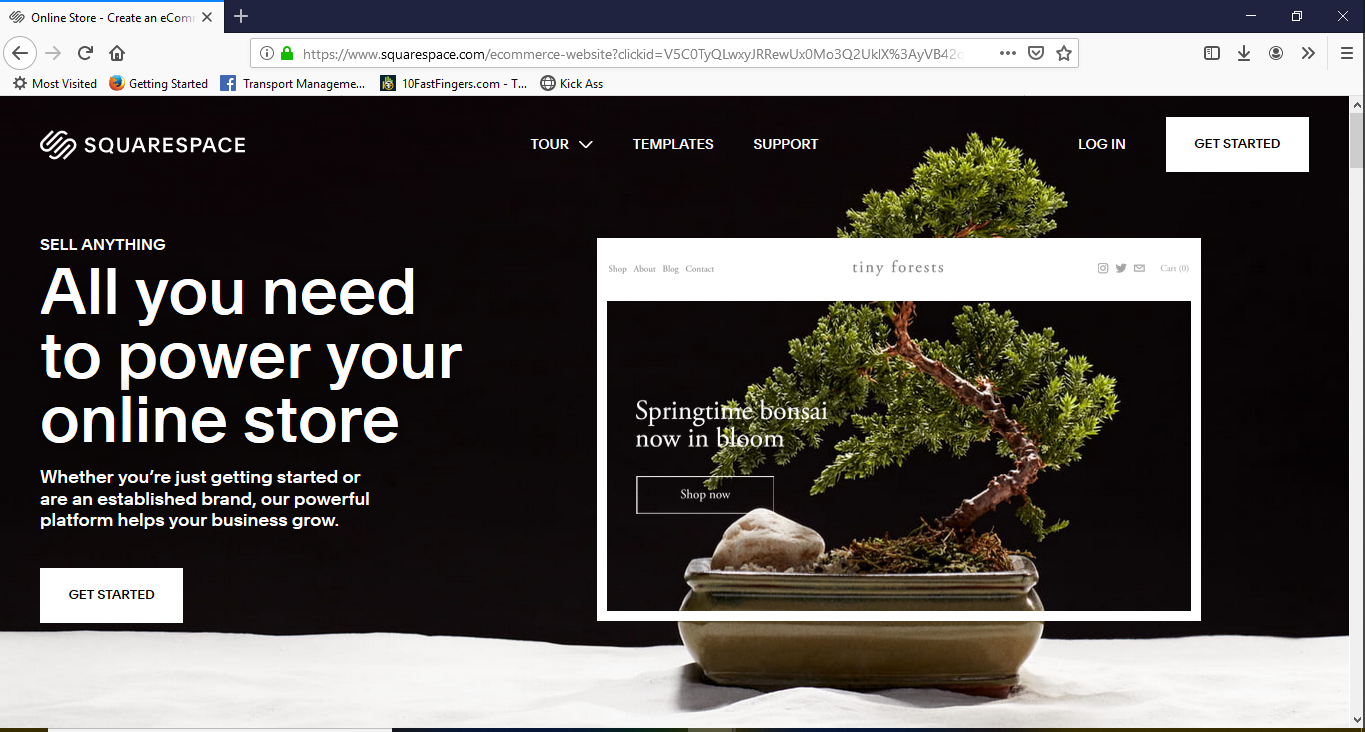 Online Store - Create an eComm
https://www.squarespace.com/ecommerce-website?clickid=V5C0TyQLwxyJRRewUx0Mo3Q2UkIX%3AyVB42
Most Visited
Getting Started
Transport Manageme...
10FastFingers.com - T...
Kick Ass
SQUARESPACE
TOUR
TEMPLATES
SUPPORT
LOG IN
GET STARTED
SELL ANYTHING
All you need
to power your
online store
Whether you’re just getting started or
are an established brand, our powerful
platform helps your business grow.
GET STARTED
Shop About Blog Contact
tiny forests
Cart (0)
Springtime bonsai
now in bloom
Shop now